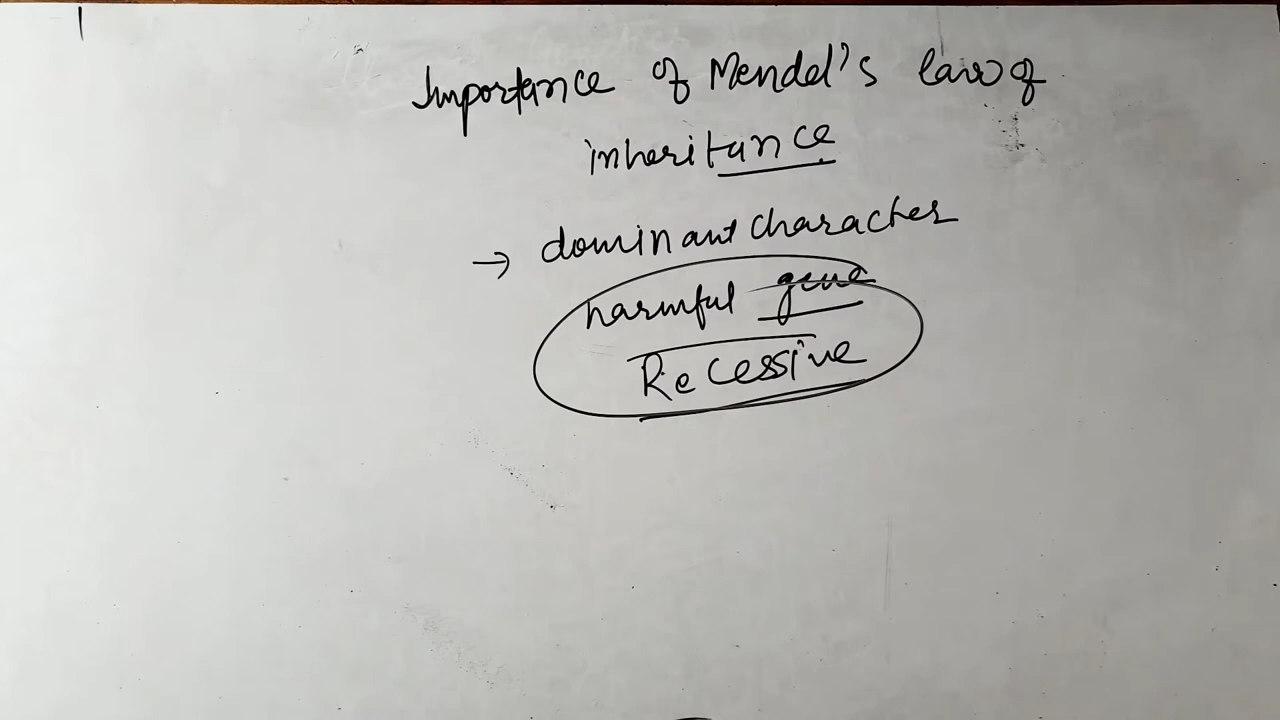 Importance of Mendel's law of
inheritance
→ dominant character
harmful gene
Recessive